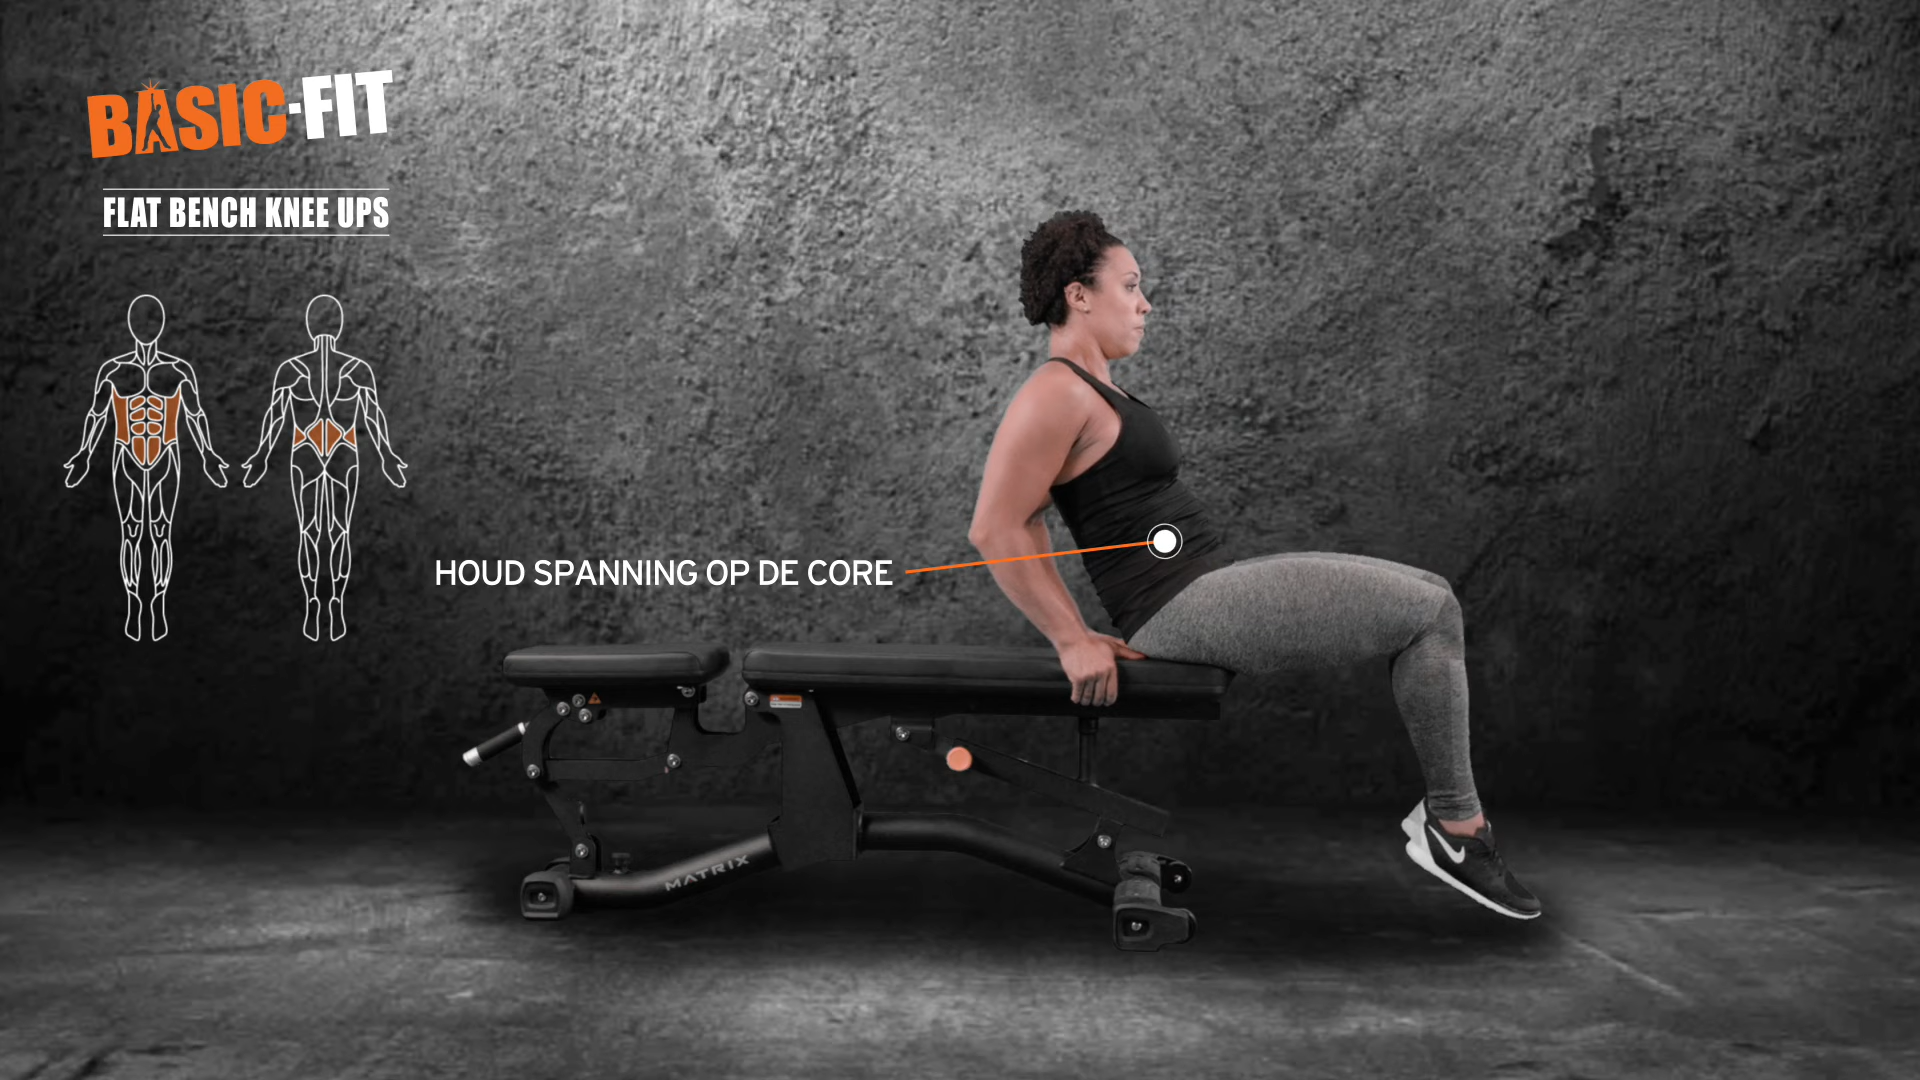 BASIC-FIT
FLAT BENCH KNEE UPS
HOUD SPANNING OP DE CORE
MATRIX